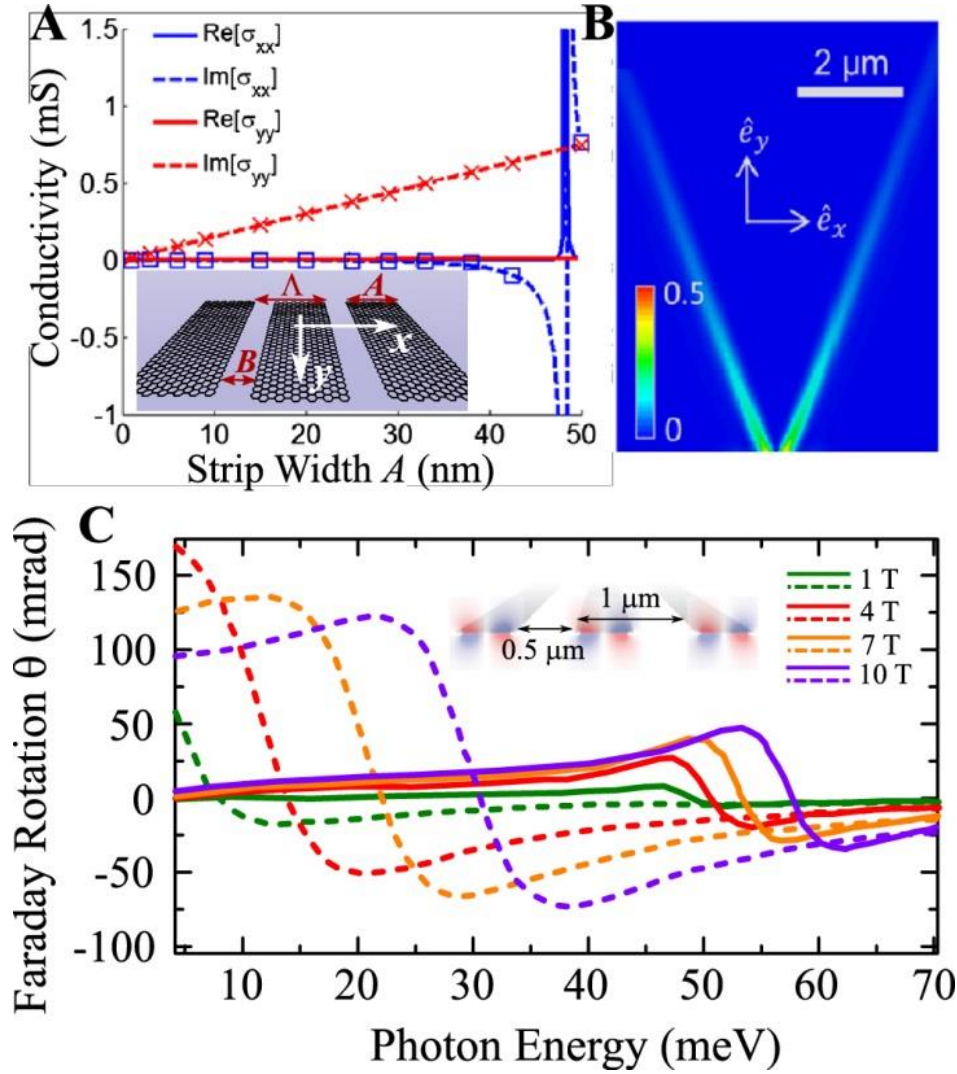 A
1.5
1
0.5
0
-0.5
-1
Conductivity (mS)
Re[σxx]
Im[σxx]
Re[σyy]
Im[σyy]
Λ
A
B
x
y
0
10
20
30
40
50
Strip Width A (nm)
B
2 μm
êy
êx
0.5
0
C
150
100
50
0
-50
-100
Faraday Rotation θ (mrad)
1 μm
0.5 μm
1 T
4 T
7 T
10 T
10
20
30
40
50
60
70
Photon Energy (meV)